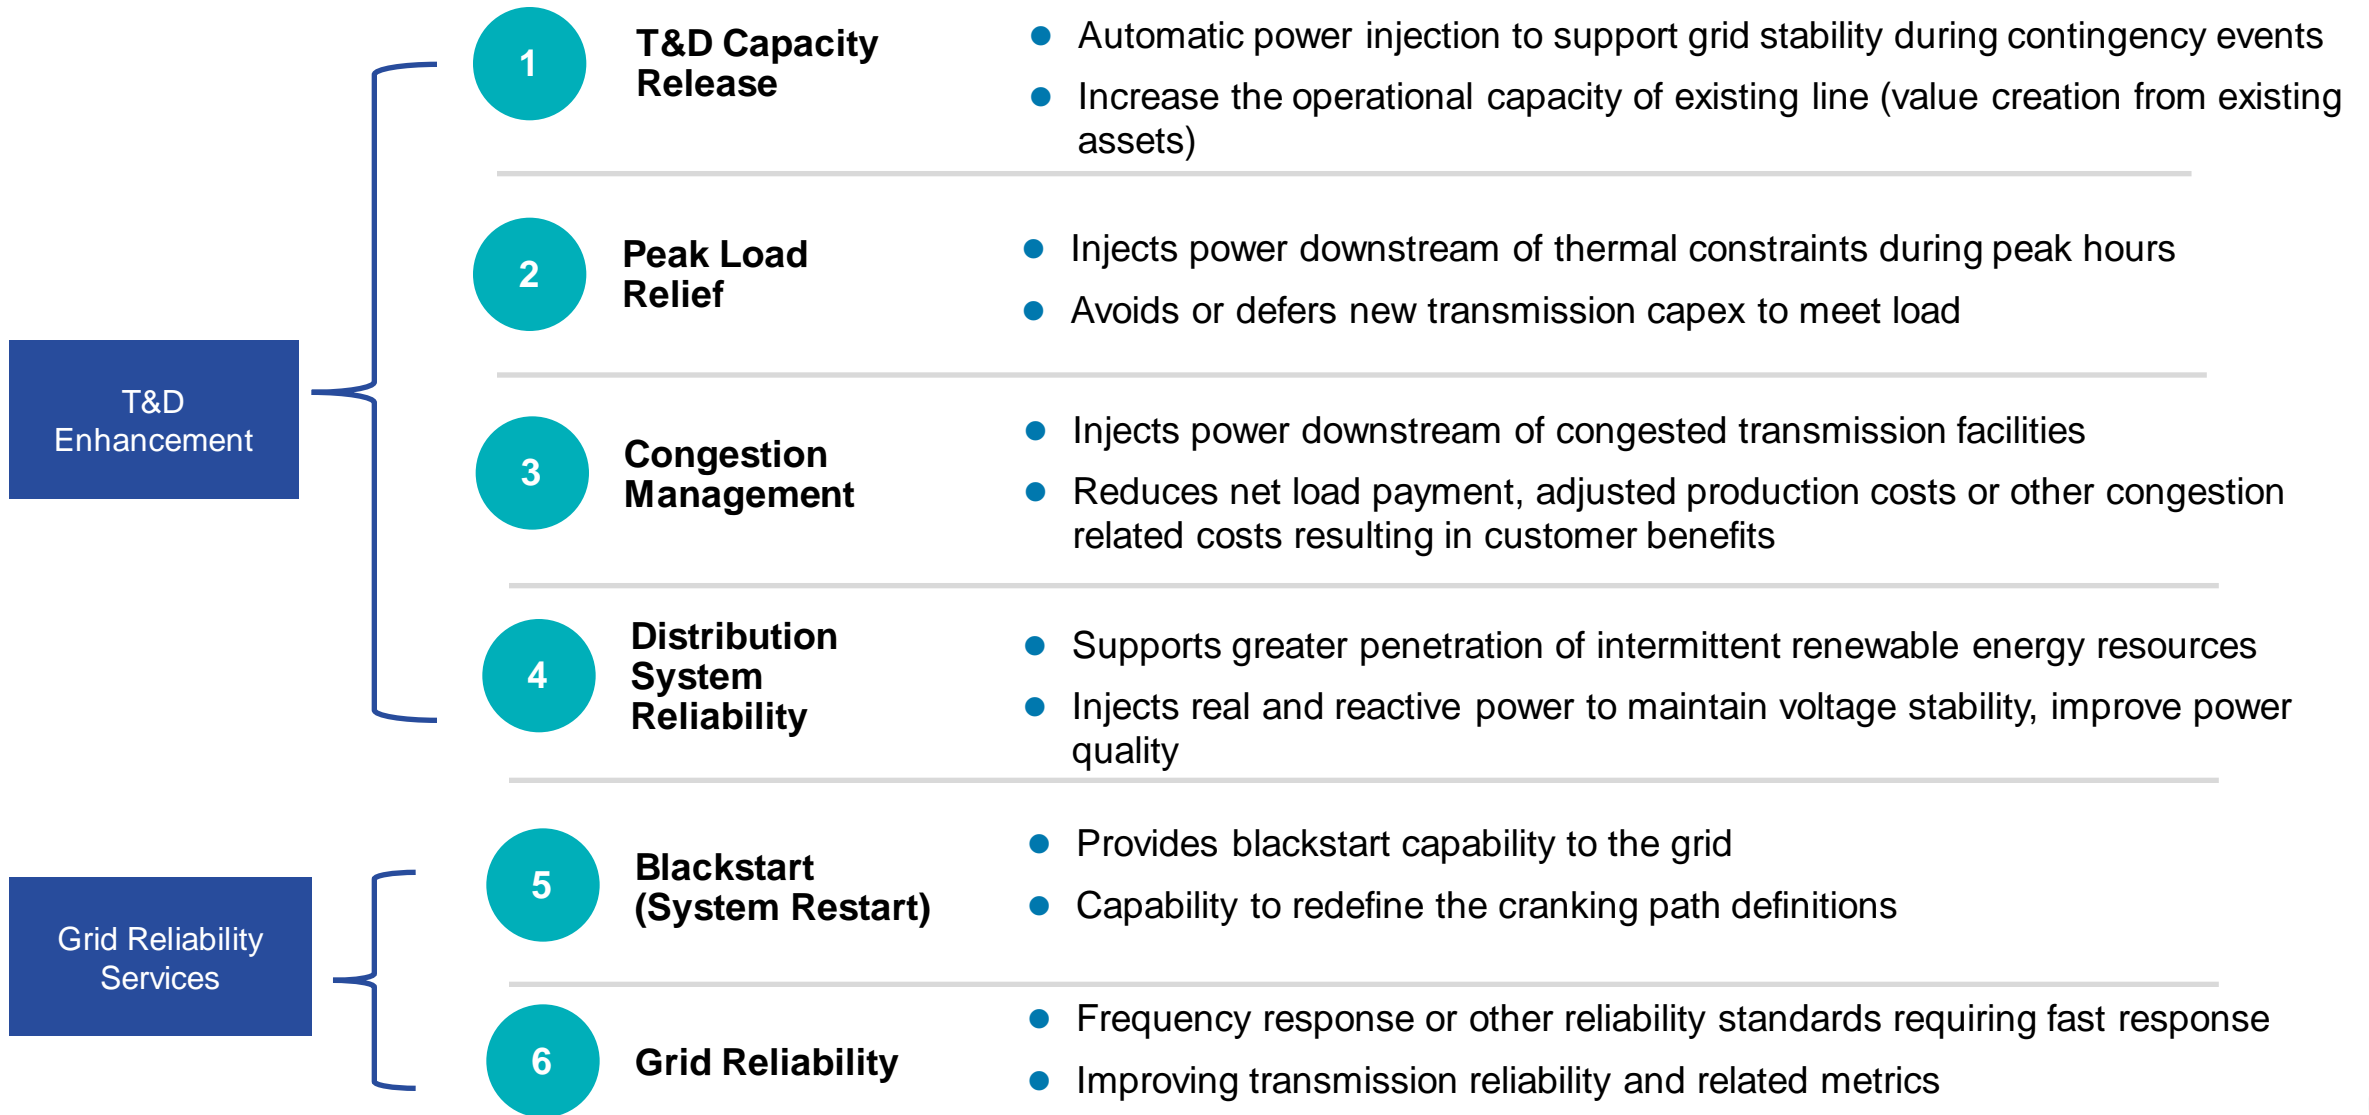 T&D Enhancement
1
T&D Capacity
Release
Automatic power injection to support grid stability during contingency events
Increase the operational capacity of existing line (value creation from existing
assets)
2
Peak Load
Relief
Injects power downstream of thermal constraints during peak hours
Avoids or defers new transmission capex to meet load
3
Congestion
Management
Injects power downstream of congested transmission facilities
Reduces net load payment, adjusted production costs or other congestion
related costs resulting in customer benefits
4
Distribution
System
Reliability
Supports greater penetration of intermittent renewable energy resources
Injects real and reactive power to maintain voltage stability, improve power
quality
Grid Reliability
Services
5
Blackstart
(System Restart)
Provides blackstart capability to the grid
Capability to redefine the cranking path definitions
6
Grid Reliability
Frequency response or other reliability standards requiring fast response
Improving transmission reliability and related metrics